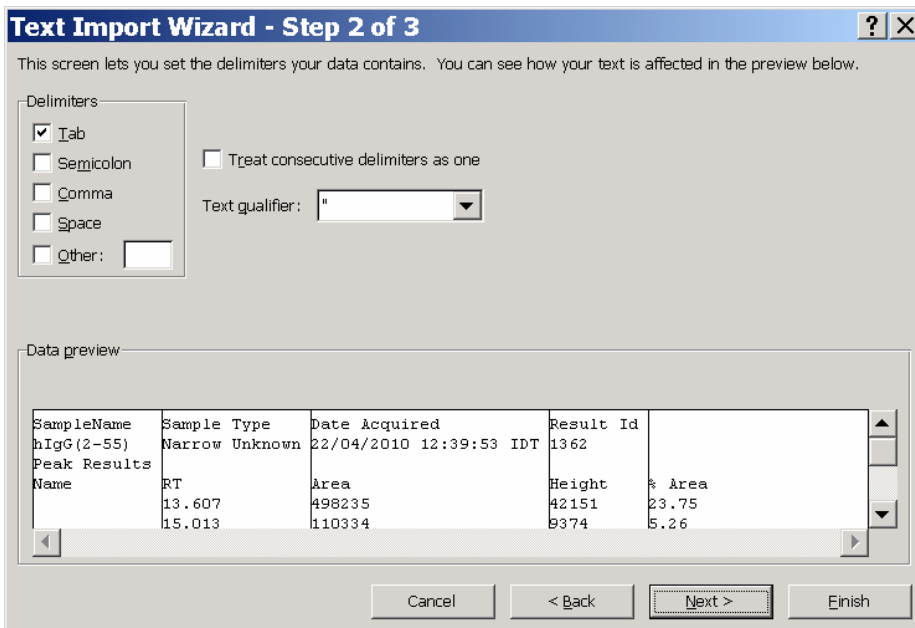 Text Import Wizard - Step 2 of 3
This screen lets you set the delimiters your data contains. You can see how your text is affected in the preview below.
Delimiters
Tab
Semicolon
Comma
Space
Other:
Treat consecutive delimiters as one
Text qualifier: "
Data preview
SampleName Sample Type Date Acquired Result Id
hIgG(2-55) Narrow Unknown 22/04/2010 12:39:53 IDT 1362
Peak Results
Name RT Area Height % Area
13.607 498235 42151 23.75
15.013 110334 9374 5.26
Cancel < Back Next > Finish